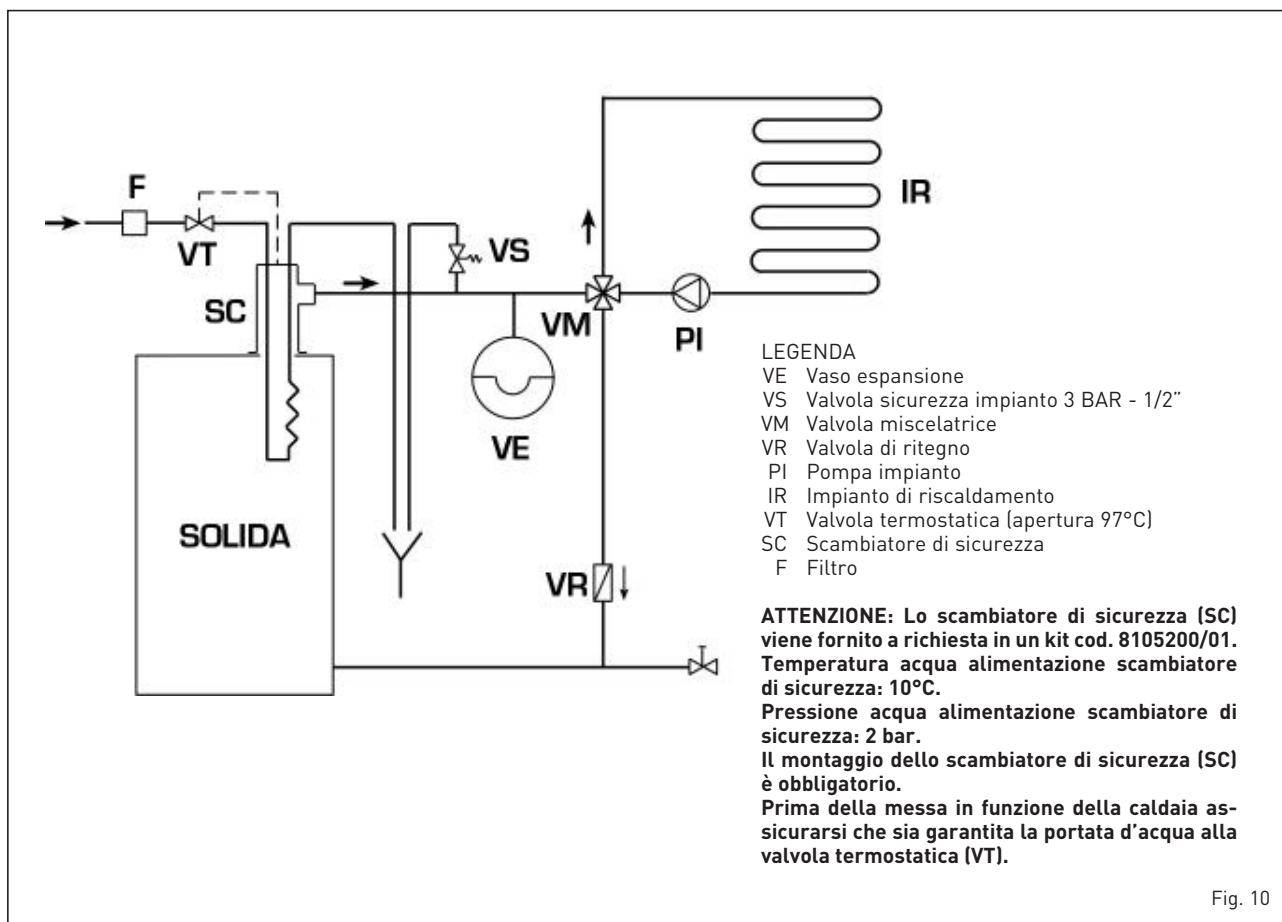 F
VT
SC
VS
VM
PI
IR
VE
SOLIDA
VR
LEGENDA
VE Vaso espansione
VS Valvola sicurezza impianto 3 BAR - 1/2”
VM Valvola miscelatrice
VR Valvola di ritegno
PI Pompa impianto
IR Impianto di riscaldamento
VT Valvola termostatica (apertura 97°C)
SC Scambiatore di sicurezza
F Filtro
ATTENZIONE: Lo scambiatore di sicurezza (SC)
viene fornito a richiesta in un kit cod. 8105200/01.
Temperatura acqua alimentazione scambiatore
di sicurezza: 10°C.
Pressione acqua alimentazione scambiatore di
sicurezza: 2 bar.
Il montaggio dello scambiatore di sicurezza (SC)
è obbligatorio.
Prima della messa in funzione della caldaia as-
sicurarsi che sia garantita la portata d’acqua alla
valvola termostatica (VT).
Fig. 10